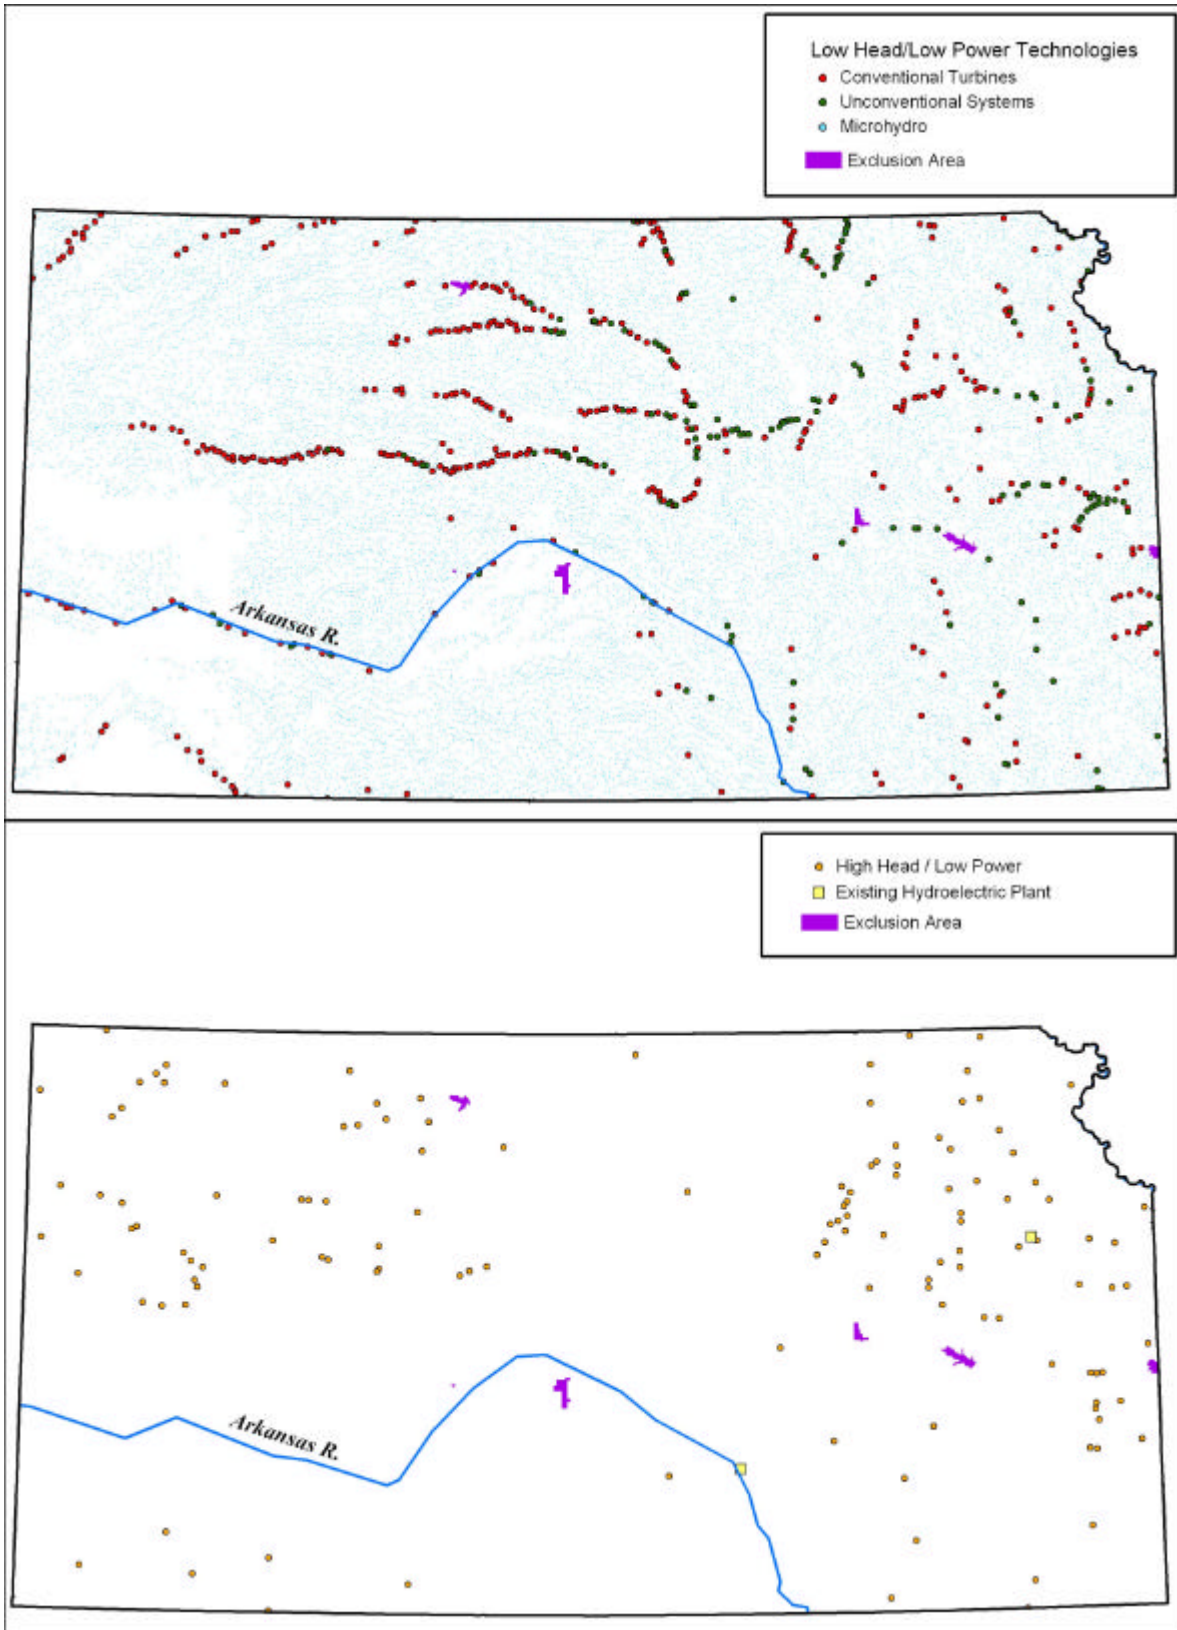 Low Head/Low Power Technologies
Conventional Turbines
Unconventional Systems
Microhydro
Exclusion Area
Arkansas R.
High Head / Low Power
Existing Hydroelectric Plant
Exclusion Area
Arkansas R.